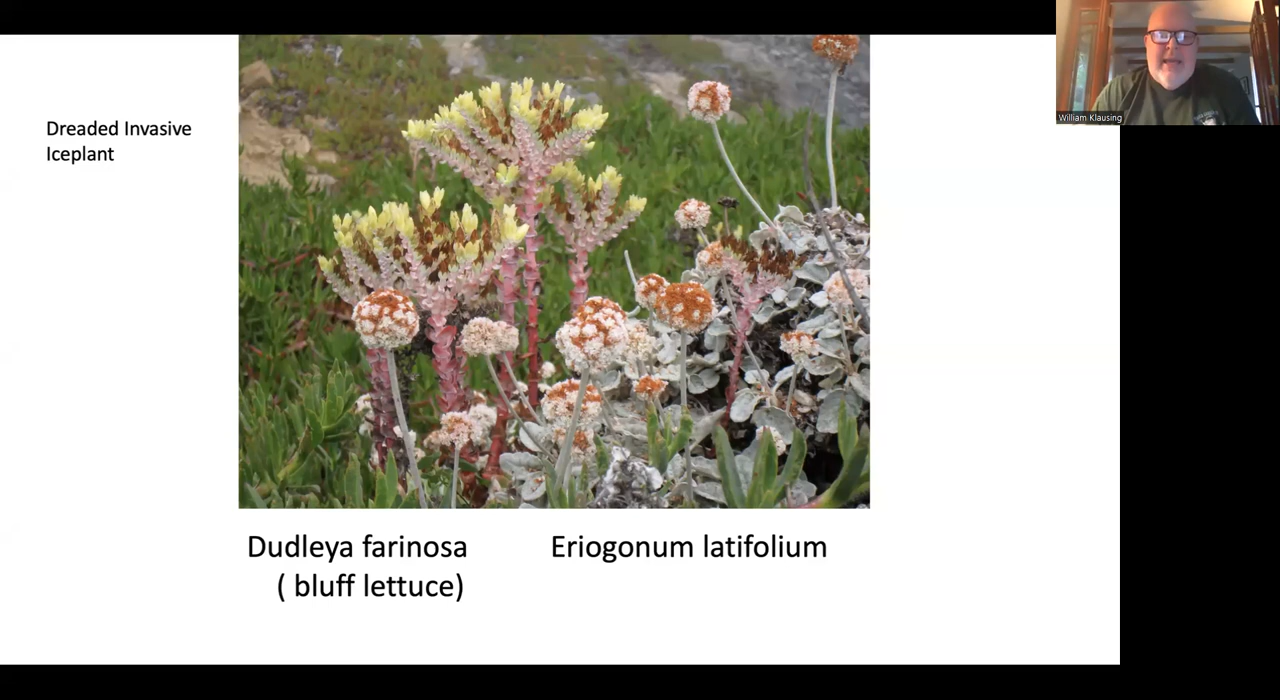 William Klausing
Dreaded Invasive
Iceplant
Dudleya farinosa
( bluff lettuce)
Eriogonum latifolium